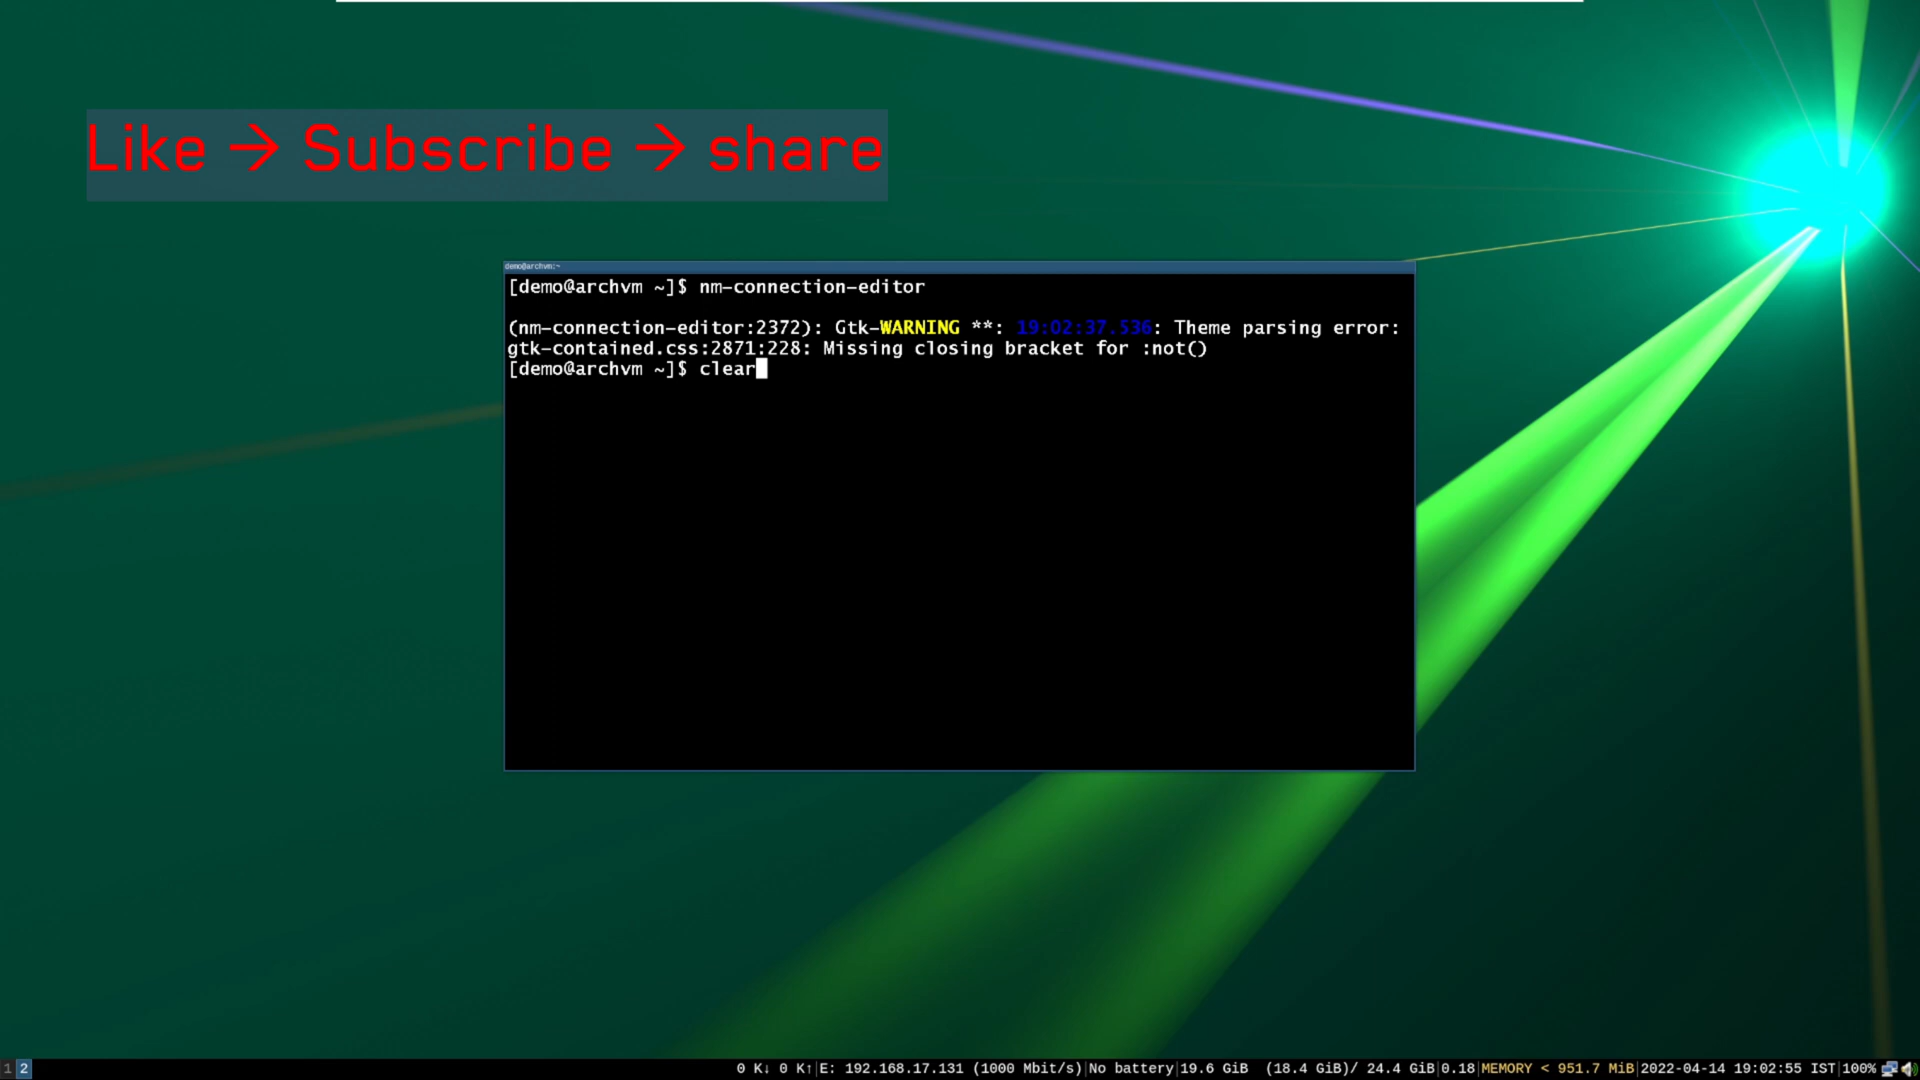 Like → Subscribe → share
demo@archvm:~
[demo@archvm ~]$ nm-connection-editor
(nm-connection-editor:2372): Gtk-WARNING **: 19:02:37.536: Theme parsing error:
gtk-contained.css:2871:228: Missing closing bracket for :not()
[demo@archvm ~]$ clear
1 2 0 K↓ 0 K↑|E: 192.168.17.131 (1000 Mbit/s)|No battery|19.6 GiB (18.4 GiB)/ 24.4 GiB|0.18|MEMORY < 951.7 MiB|2022-04-14 19:02:55 IST|100%